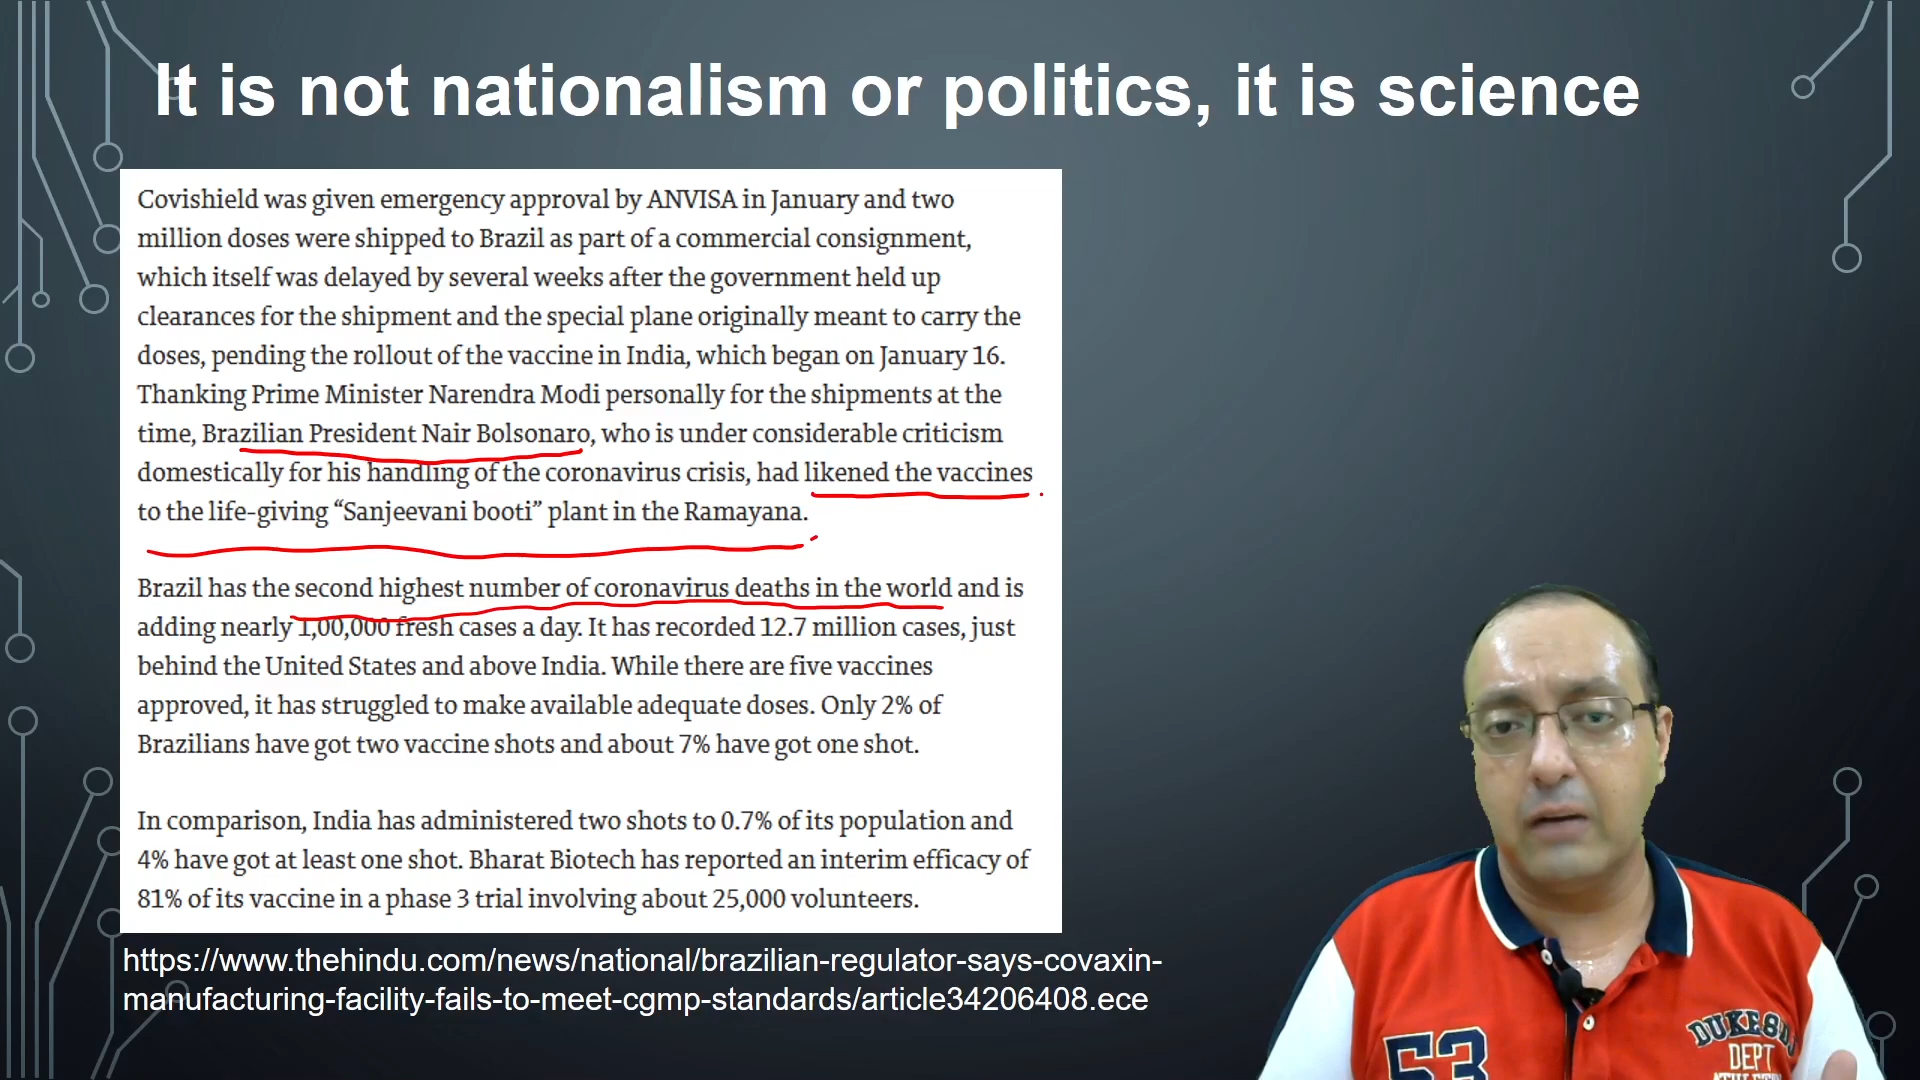 It is not nationalism or politics, it is science
Covishield was given emergency approval by ANVISA in January and two
million doses were shipped to Brazil as part of a commercial consignment,
which itself was delayed by several weeks after the government held up
clearances for the shipment and the special plane originally meant to carry the
doses, pending the rollout of the vaccine in India, which began on January 16.
Thanking Prime Minister Narendra Modi personally for the shipments at the
time, Brazilian President Nair Bolsonaro, who is under considerable criticism
domestically for his handling of the coronavirus crisis, had likened the vaccines
to the life-giving “Sanjeevani booti” plant in the Ramayana.
Brazil has the second highest number of coronavirus deaths in the world and is
adding nearly 1,00,000 fresh cases a day. It has recorded 12.7 million cases, just
behind the United States and above India. While there are five vaccines
approved, it has struggled to make available adequate doses. Only 2% of
Brazilians have got two vaccine shots and about 7% have got one shot.
In comparison, India has administered two shots to 0.7% of its population and
4% have got at least one shot. Bharat Biotech has reported an interim efficacy of
81% of its vaccine in a phase 3 trial involving about 25,000 volunteers.
https://www.thehindu.com/news/national/brazilian-regulator-says-covaxin-
manufacturing-facility-fails-to-meet-cgmp-standards/article34206408.ece
53
DEPT